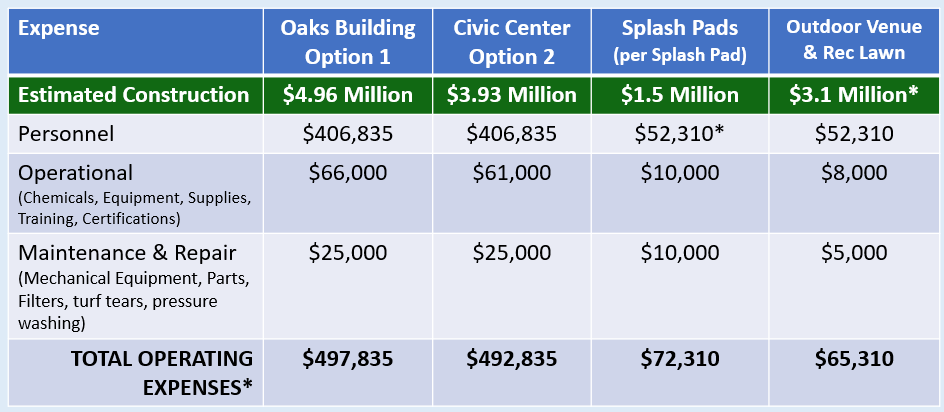 Expense
Oaks Building
Option 1
Civic Center
Option 2
Splash Pads
(per Splash Pad)
Outdoor Venue
& Rec Lawn
Estimated Construction $4.96 Million $3.93 Million $1.5 Million $3.1 Million*
Personnel $406,835 $406,835 $52,310* $52,310
Operational $66,000 $61,000 $10,000 $8,000
(Chemicals, Equipment, Supplies,
Training, Certifications)
Maintenance & Repair $25,000 $25,000 $10,000 $5,000
(Mechanical Equipment, Parts,
Filters, turf tears, pressure
washing)
TOTAL OPERATING $497,835 $492,835 $72,310 $65,310
EXPENSES*